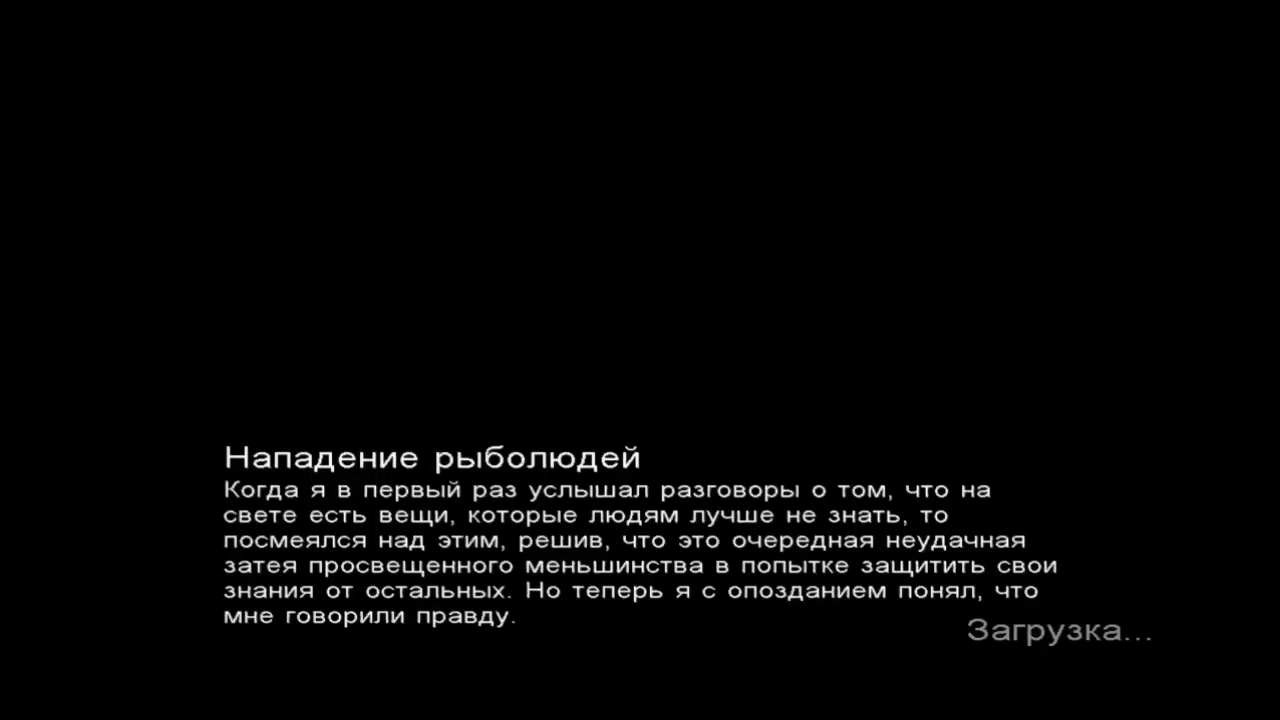 Нападение рыболюдей
Когда я в первый раз услышал разговоры о том, что на
свете есть вещи, которые людям лучше не знать, то
посмеялся над этим, решив, что это очередная неудачная
затея просвещенного меньшинства в попытке защитить свои
знания от остальных. Но теперь я с опозданием понял, что
мне говорили правду.
Загрузка...